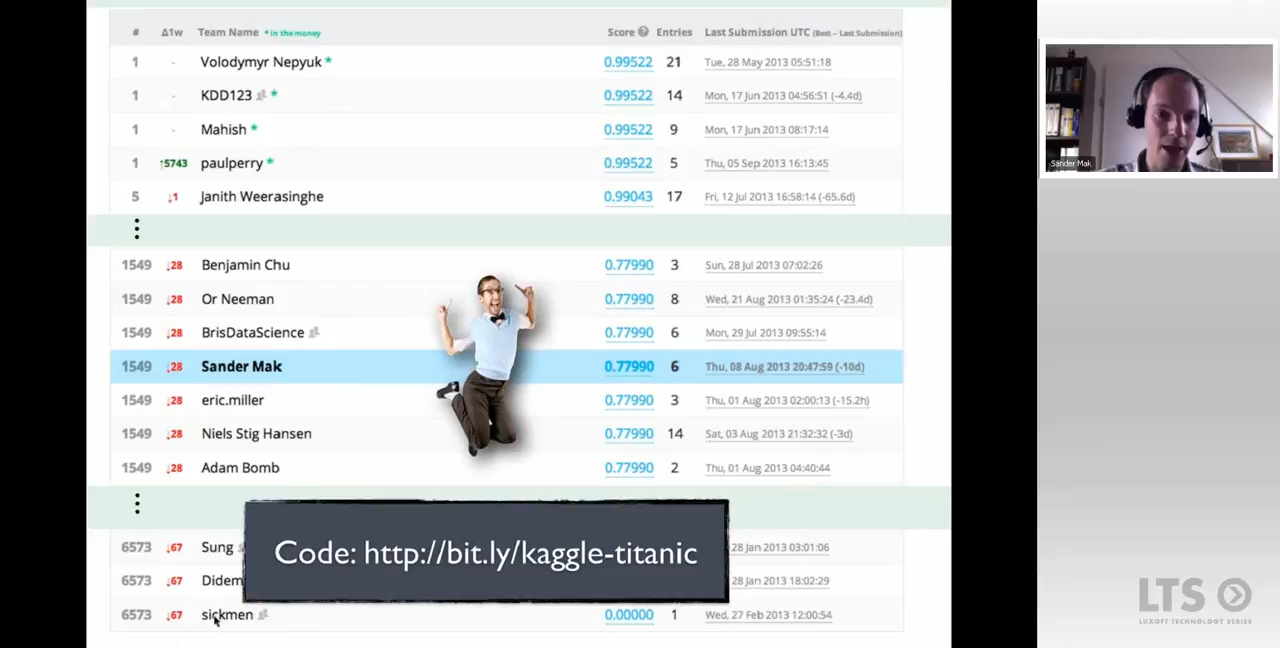 # Δ1w Team Name * in the money Score Entries Last Submission UTC (Best – Last Submission)
1 - Volodymyr Nepyuk * 0.99522 21 Tue, 28 May 2013 05:51:18
1 - KDD123 * 0.99522 14 Mon, 17 Jun 2013 04:56:51 (-4.4d)
1 - Mahish * 0.99522 9 Mon, 17 Jun 2013 08:17:14
1 ↑5743 paulperry * 0.99522 5 Thu, 05 Sep 2013 16:13:45
5 ↓1 Janith Weerasinghe 0.99043 17 Fri, 12 Jul 2013 16:58:14 (-65.6d)
1549 ↓28 Benjamin Chu 0.77990 3 Sun, 28 Jul 2013 07:02:26
1549 ↓28 Or Neeman 0.77990 8 Wed, 21 Aug 2013 01:35:24 (-23.4d)
1549 ↓28 BrisDataScience 0.77990 6 Mon, 29 Jul 2013 09:55:14
1549 ↓28 Sander Mak 0.77990 6 Thu, 08 Aug 2013 20:47:59 (-10d)
1549 ↓28 eric.miller 0.77990 3 Thu, 01 Aug 2013 02:00:13 (-15.2h)
1549 ↓28 Niels Stig Hansen 0.77990 14 Sat, 03 Aug 2013 21:32:32 (-3d)
1549 ↓28 Adam Bomb 0.77990 2 Thu, 01 Aug 2013 04:40:44
Code: http://bit.ly/kaggle-titanic
6573 ↓67 Sung 28 Jan 2013 03:01:06
6573 ↓67 Didem 28 Jan 2013 18:02:29
6573 ↓67 sickmen 0.00000 1 Wed, 27 Feb 2013 12:00:54
Sander Mak
LTS
LUXOFT TECHNOLOGY SERIES